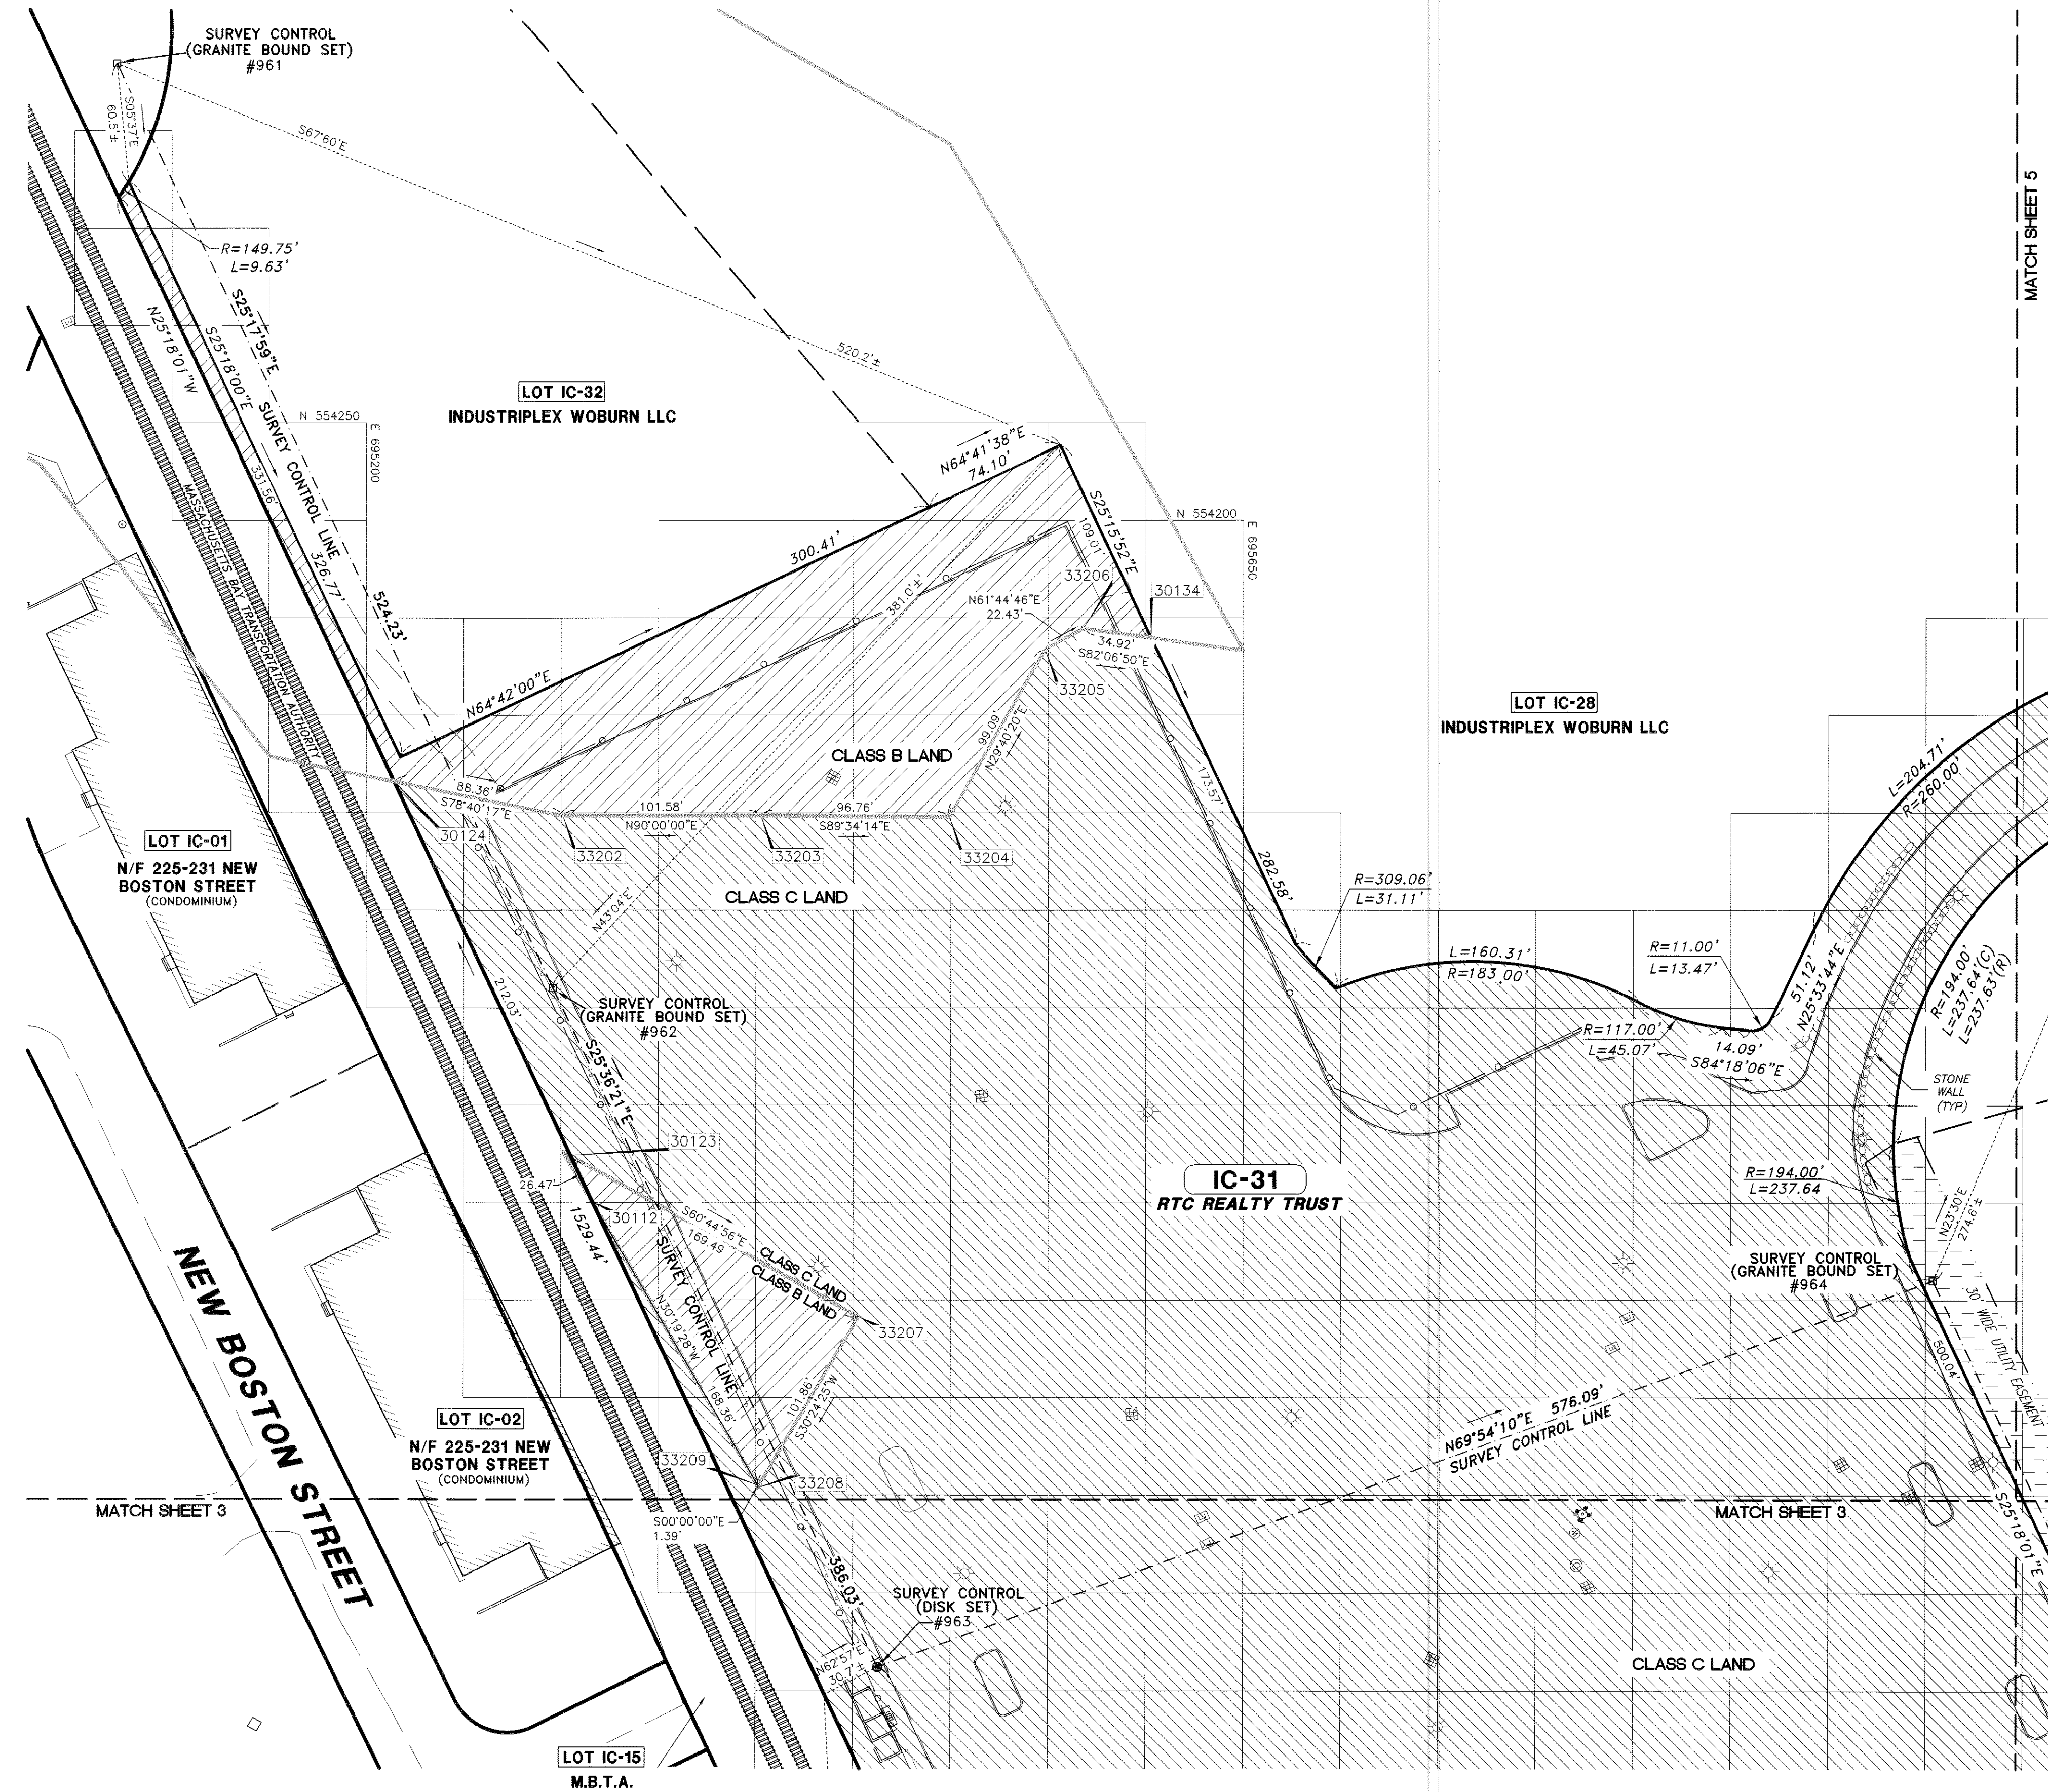 SURVEY CONTROL
(GRANITE BOUND SET)
#961
S05°37'E
60.5'±
S67°60'E
520.2'±
R=149.75'
L=9.63'
N25°18'01"W
S25°18'00"E
S25°17'59"E
SURVEY CONTROL LINE
524.23'
331.56'
326.77'
MASSACHUSETTS BAY TRANSPORTATION AUTHORITY
LOT IC-32
INDUSTRIPLEX WOBURN LLC
N 554250
E 695200
MATCH SHEET 5
N64°41'38"E
74.10'
300.41'
N64°42'00"E
381.0'±
S25°15'52"E
109.01'
N 554200
E 695650
33206
30134
N61°44'46"E
22.43'
34.92'
S82°06'50"E
33205
99.09'
N29°40'20"E
CLASS B LAND
88.36'
S78°40'17"E
101.58'
N90°00'00"E
96.76'
S89°34'14"E
30124
33202
33203
33204
CLASS C LAND
173.57'
282.58'
LOT IC-28
INDUSTRIPLEX WOBURN LLC
L=204.71'
R=260.00'
LOT IC-01
N/F 225-231 NEW
BOSTON STREET
(CONDOMINIUM)
R=309.06'
L=31.11'
L=160.31'
R=183.00'
R=11.00'
L=13.47'
51.12'
N25°33'44"E
R=194.00'
L=237.64'(C)
L=237.63'(R)
R=117.00'
L=45.07'
14.09'
S84°18'06"E
STONE
WALL
(TYP)
N43°04'E
212.03'
SURVEY CONTROL
(GRANITE BOUND SET)
#962
S25°36'21"E
30123
26.47'
30112
1529.44'
S60°44'56"E
169.49
CLASS C LAND
CLASS B LAND
SURVEY CONTROL LINE
N30°19'28"W
168.36'
33207
101.86'
S30°24'25"W
IC-31
RTC REALTY TRUST
R=194.00'
L=237.64
N23°30'E
274.6'±
SURVEY CONTROL
(GRANITE BOUND SET)
#964
30' WIDE UTILITY EASEMENT
500.04'
N69°54'10"E 576.09'
SURVEY CONTROL LINE
NEW BOSTON STREET
LOT IC-02
N/F 225-231 NEW
BOSTON STREET
(CONDOMINIUM)
33209
33208
MATCH SHEET 3
MATCH SHEET 3
S00°00'00"E
1.39'
S25°18'01"E
386.03'
SURVEY CONTROL
(DISK SET)
#963
N62°57'E
30.7'±
CLASS C LAND
LOT IC-15
M.B.T.A.